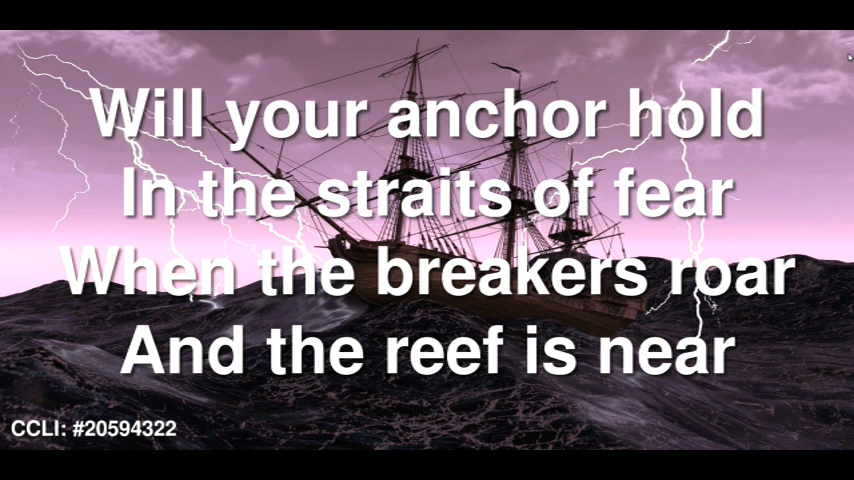 Will your anchor hold
In the straits of fear
When the breakers roar
And the reef is near
CCLI: #20594322